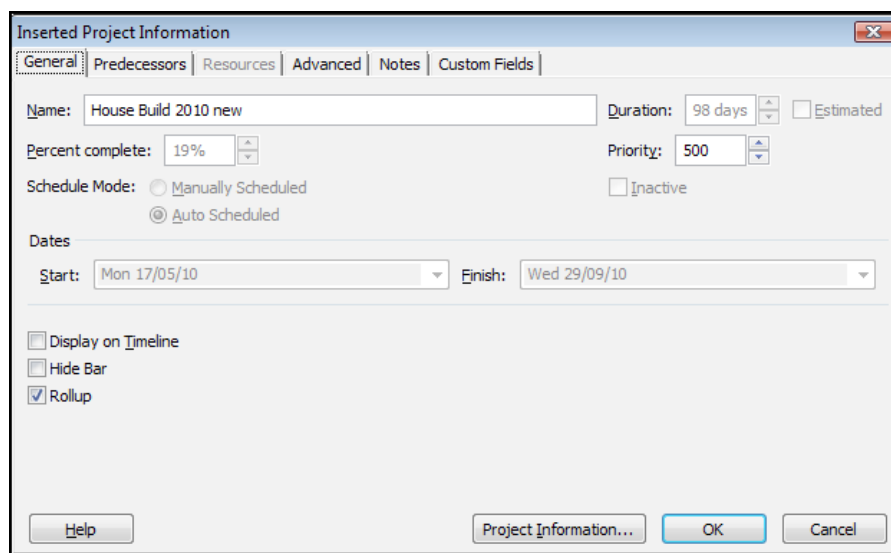 Inserted Project Information
General Predecessors Resources Advanced Notes Custom Fields
Name: House Build 2010 new Duration: 98 days Estimated
Percent complete: 19% Priority: 500
Schedule Mode: Manually Scheduled Inactive
Auto Scheduled
Dates
Start: Mon 17/05/10 Finish: Wed 29/09/10
Display on Timeline
Hide Bar
Rollup
Help Project Information... OK Cancel